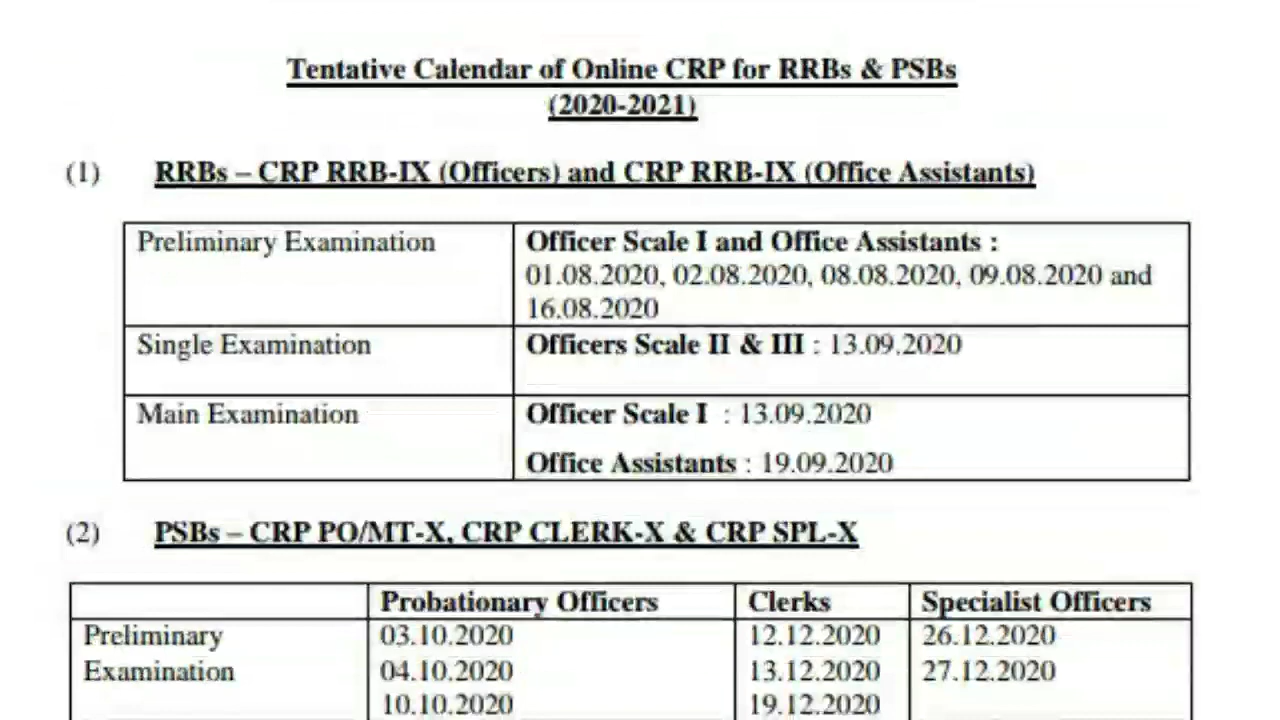 Tentative Calendar of Online CRP for RRBs & PSBs
(2020-2021)
(1) RRBs – CRP RRB-IX (Officers) and CRP RRB-IX (Office Assistants)
Preliminary Examination Officer Scale I and Office Assistants :
01.08.2020, 02.08.2020, 08.08.2020, 09.08.2020 and
16.08.2020
Single Examination Officers Scale II & III : 13.09.2020
Main Examination Officer Scale I : 13.09.2020
Office Assistants : 19.09.2020
(2) PSBs – CRP PO/MT-X, CRP CLERK-X & CRP SPL-X
Probationary Officers Clerks Specialist Officers
Preliminary 03.10.2020 12.12.2020 26.12.2020
Examination 04.10.2020 13.12.2020 27.12.2020
10.10.2020 19.12.2020